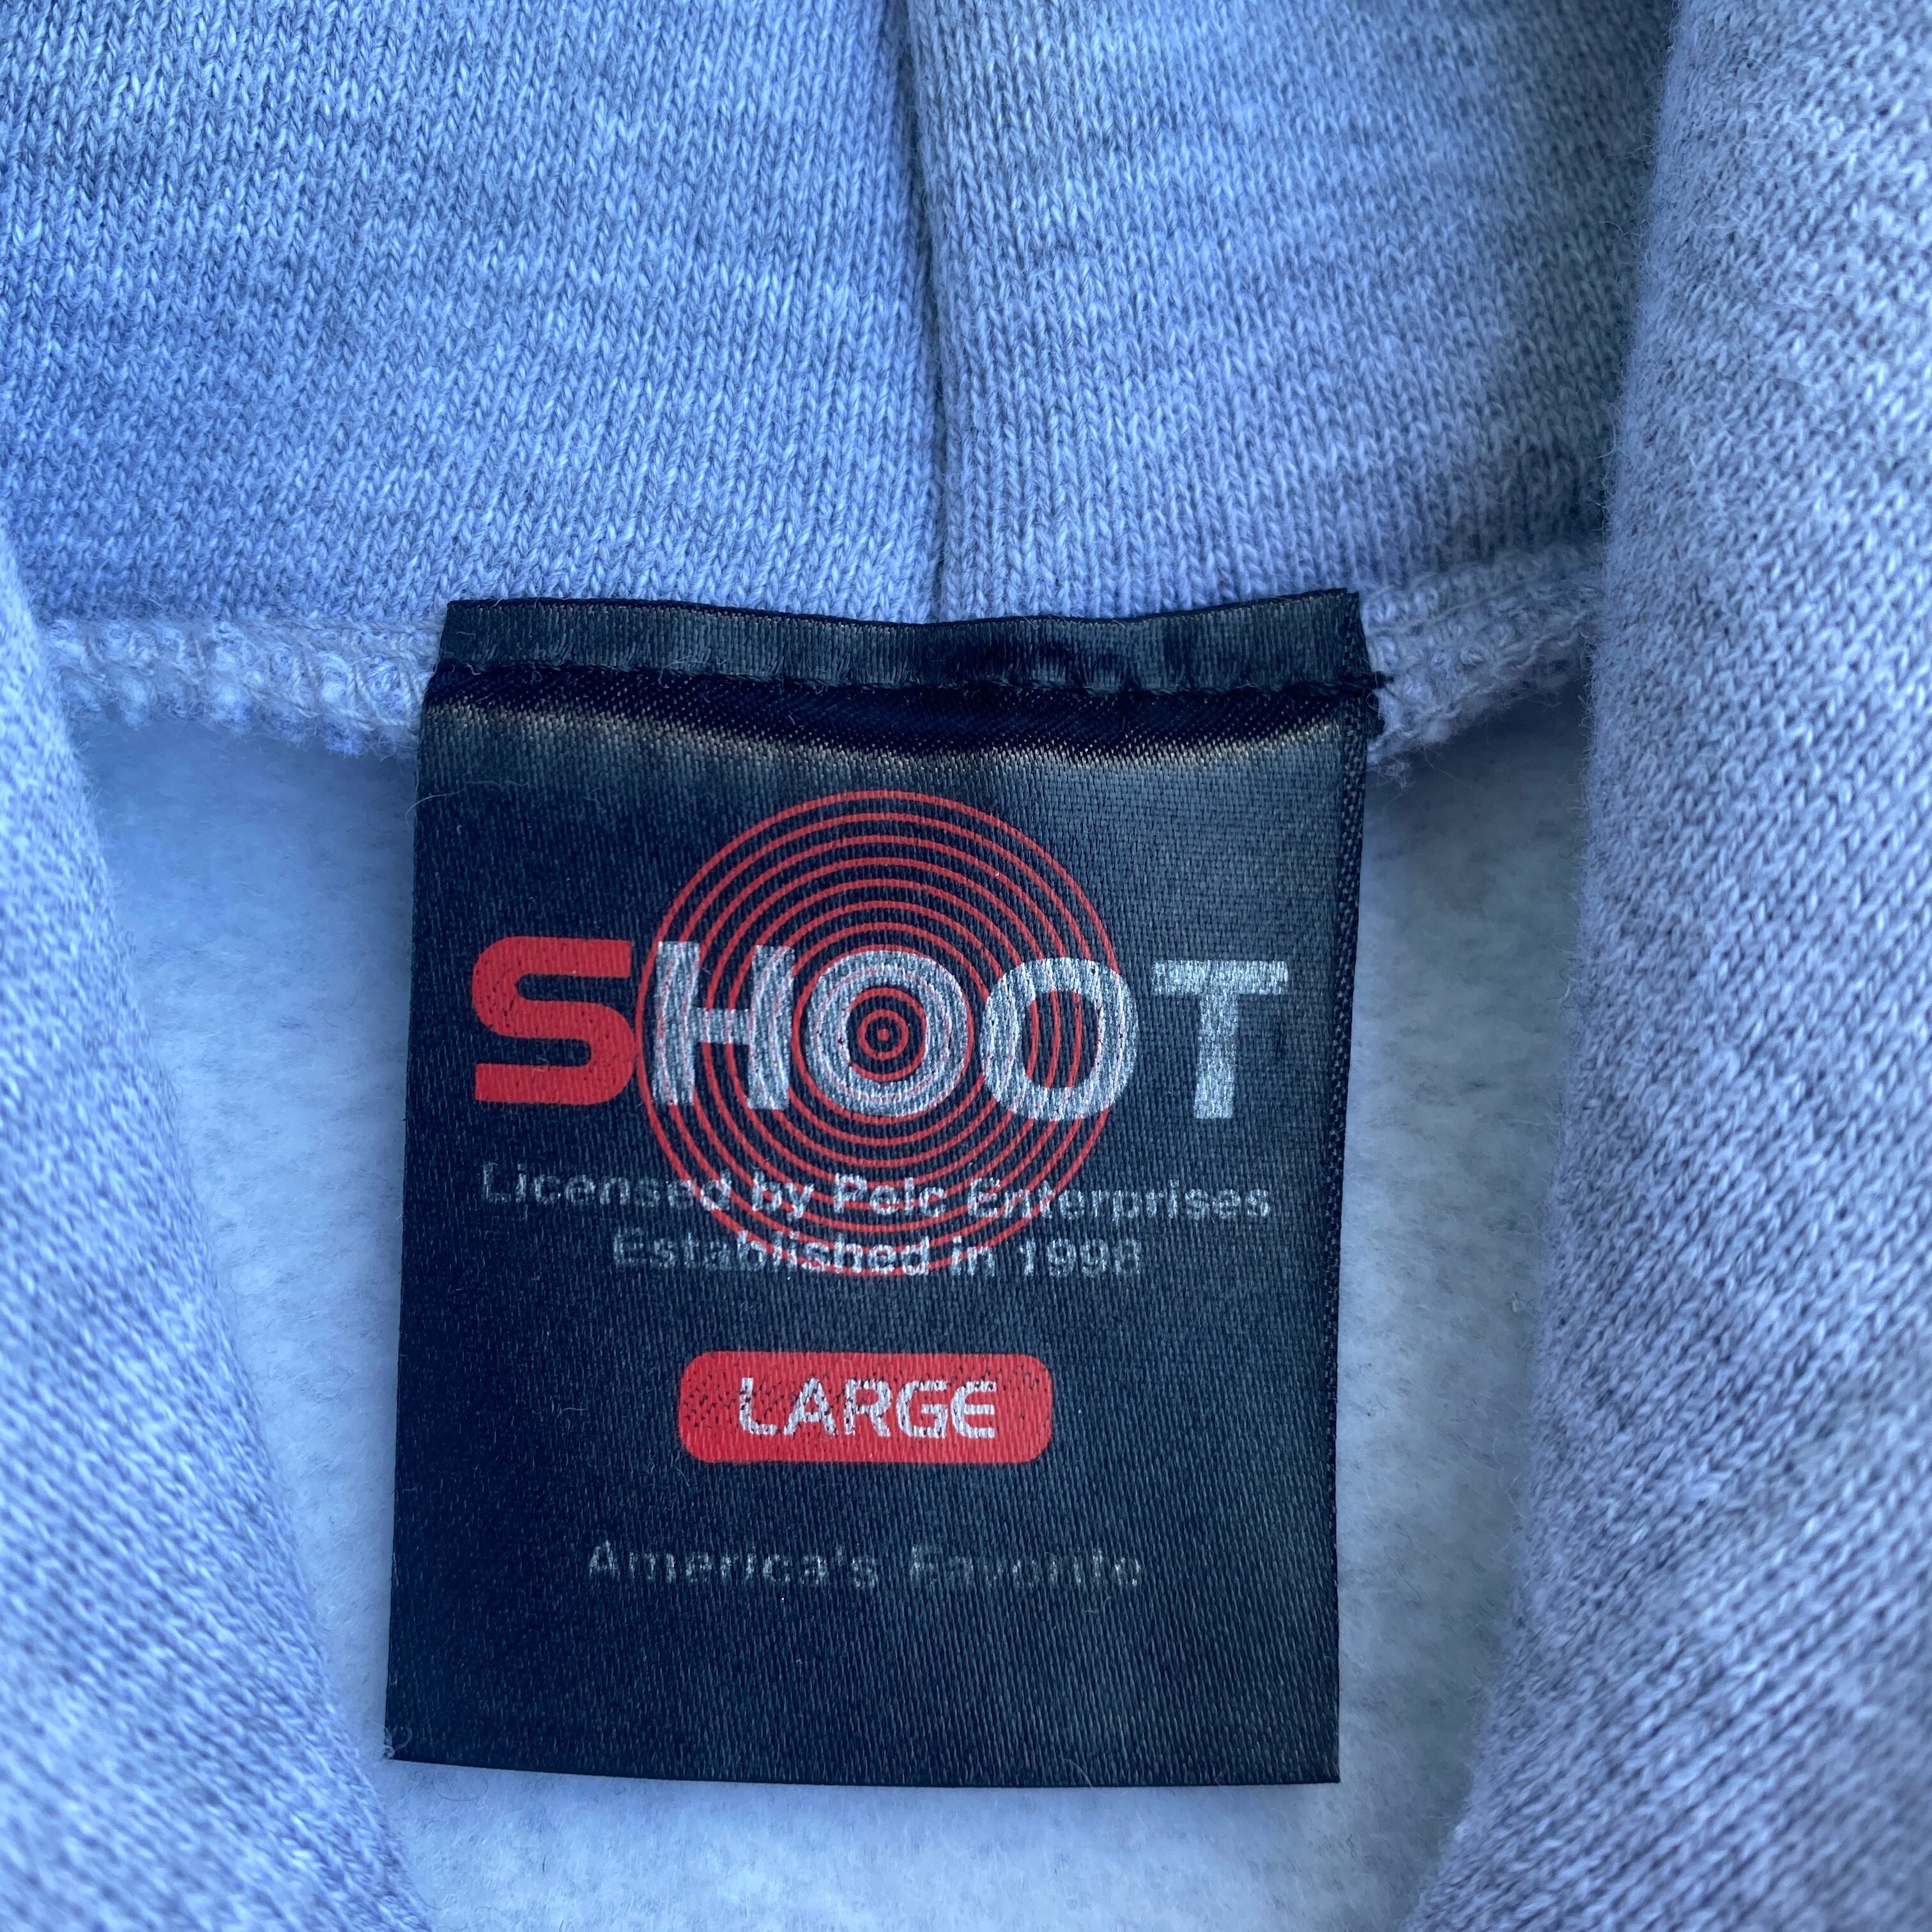 SHOOT
Licensed by Pelc Enterprises
Established in 1998
LARGE
America's Favorite